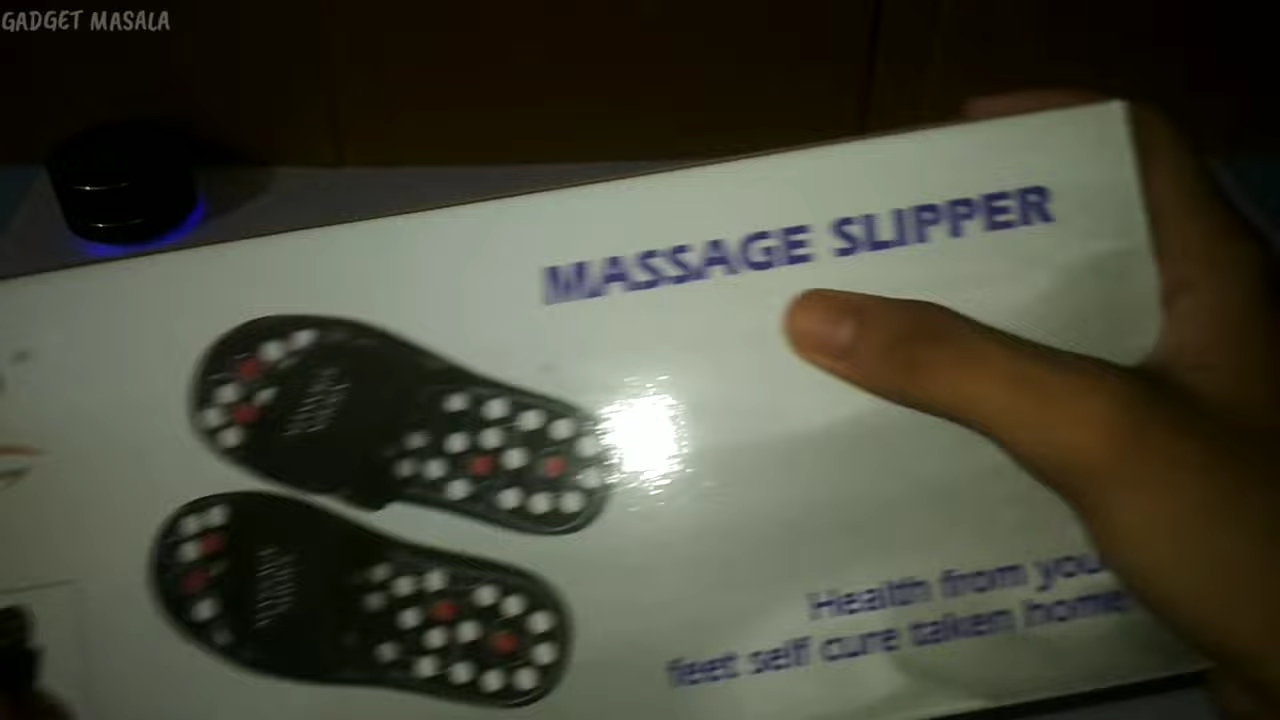 GADGET MASALA
MASSAGE SLIPPER
Health from you
feet self cure taken home